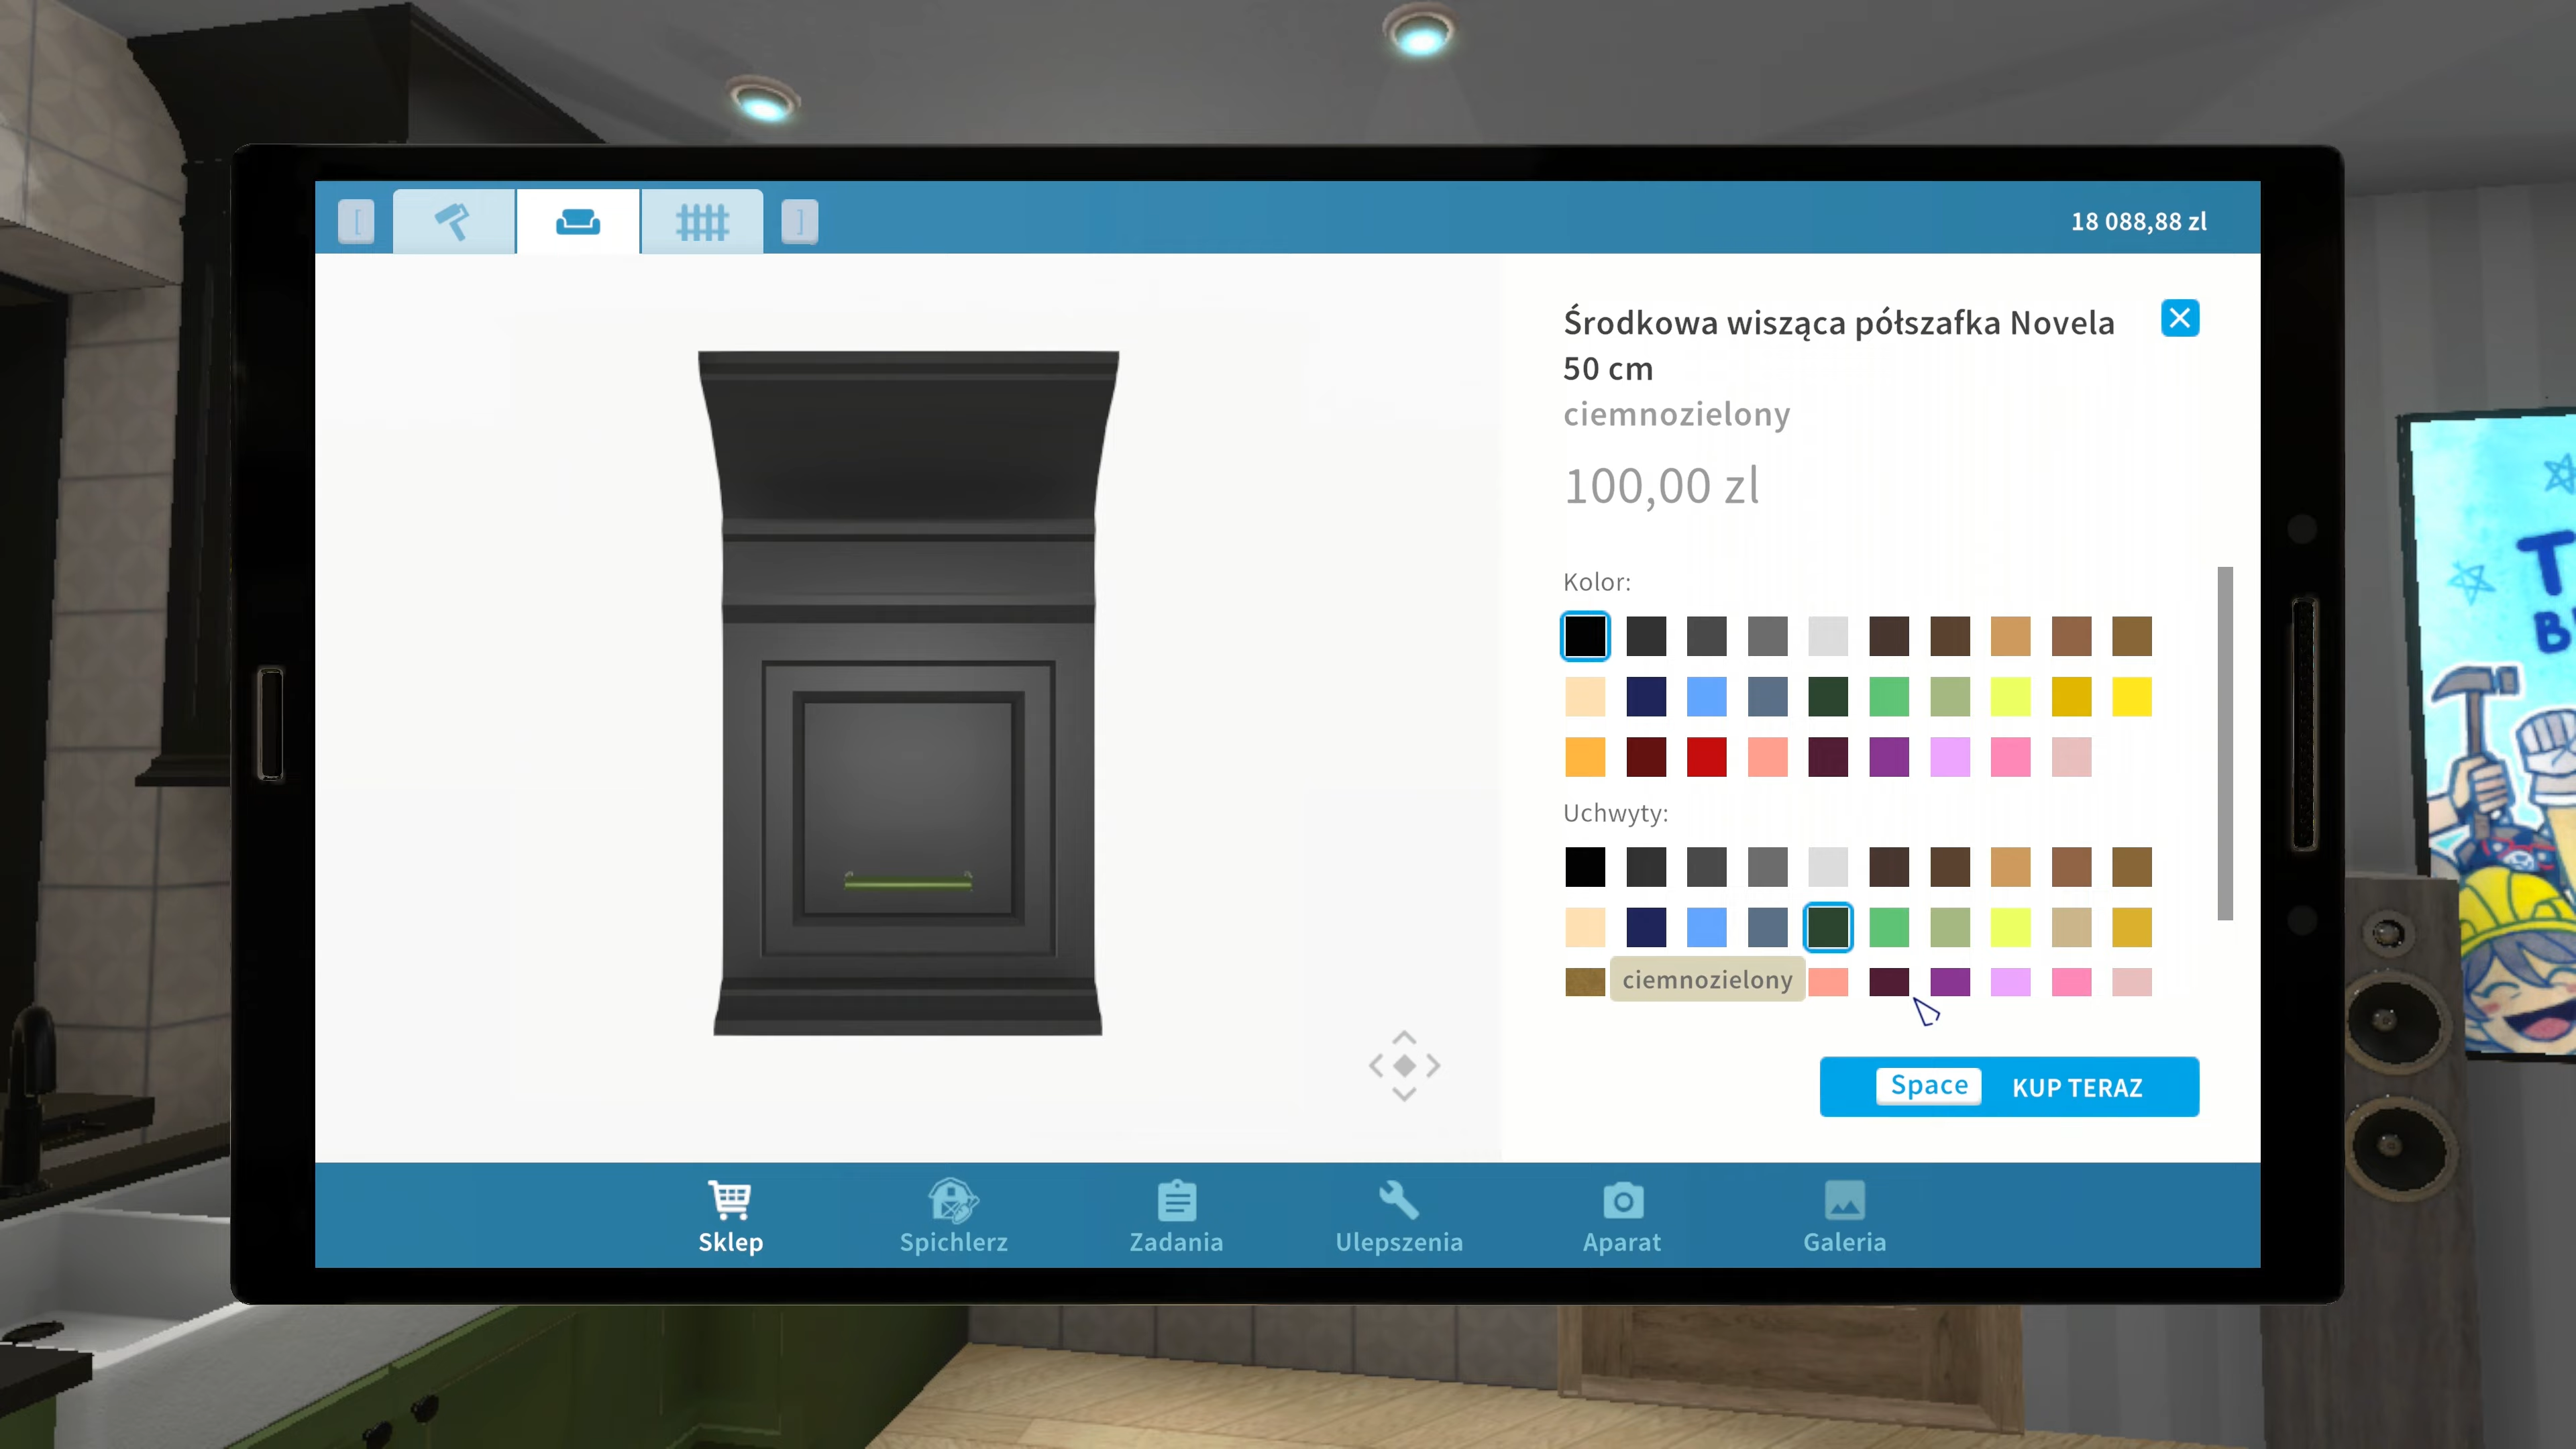 [
]
18 088,88 zl
Środkowa wisząca półszafka Novela
50 cm
ciemnozielony
100,00 zl
Kolor:
Uchwyty:
ciemnozielony
Space KUP TERAZ
Sklep
Spichlerz
Zadania
Ulepszenia
Aparat
Galeria